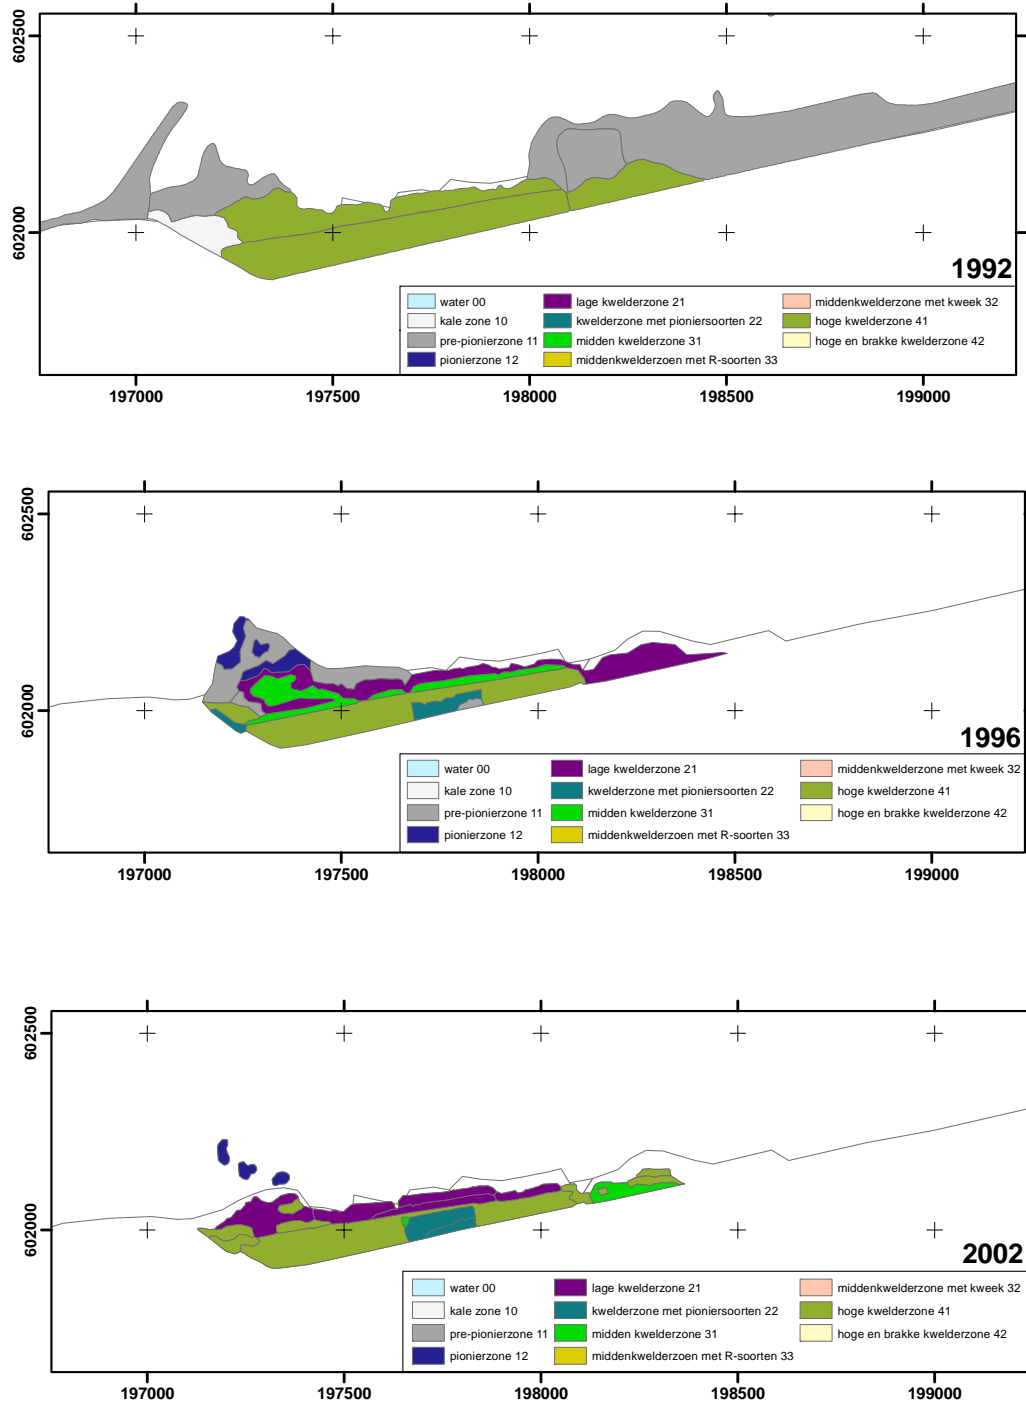 602500
602000
1992
water 00
lage kwelderzone 21
middenkwelderzone met kweek 32
kale zone 10
kwelderzone met pioniersoorten 22
hoge kwelderzone 41
pre-pionierzone 11
midden kwelderzone 31
hoge en brakke kwelderzone 42
pionierzone 12
middenkwelderzoen met R-soorten 33
197000
197500
198000
198500
199000
602500
602000
1996
water 00
lage kwelderzone 21
middenkwelderzone met kweek 32
kale zone 10
kwelderzone met pioniersoorten 22
hoge kwelderzone 41
pre-pionierzone 11
midden kwelderzone 31
hoge en brakke kwelderzone 42
pionierzone 12
middenkwelderzoen met R-soorten 33
197000
197500
198000
198500
199000
602500
602000
2002
water 00
lage kwelderzone 21
middenkwelderzone met kweek 32
kale zone 10
kwelderzone met pioniersoorten 22
hoge kwelderzone 41
pre-pionierzone 11
midden kwelderzone 31
hoge en brakke kwelderzone 42
pionierzone 12
middenkwelderzoen met R-soorten 33
197000
197500
198000
198500
199000